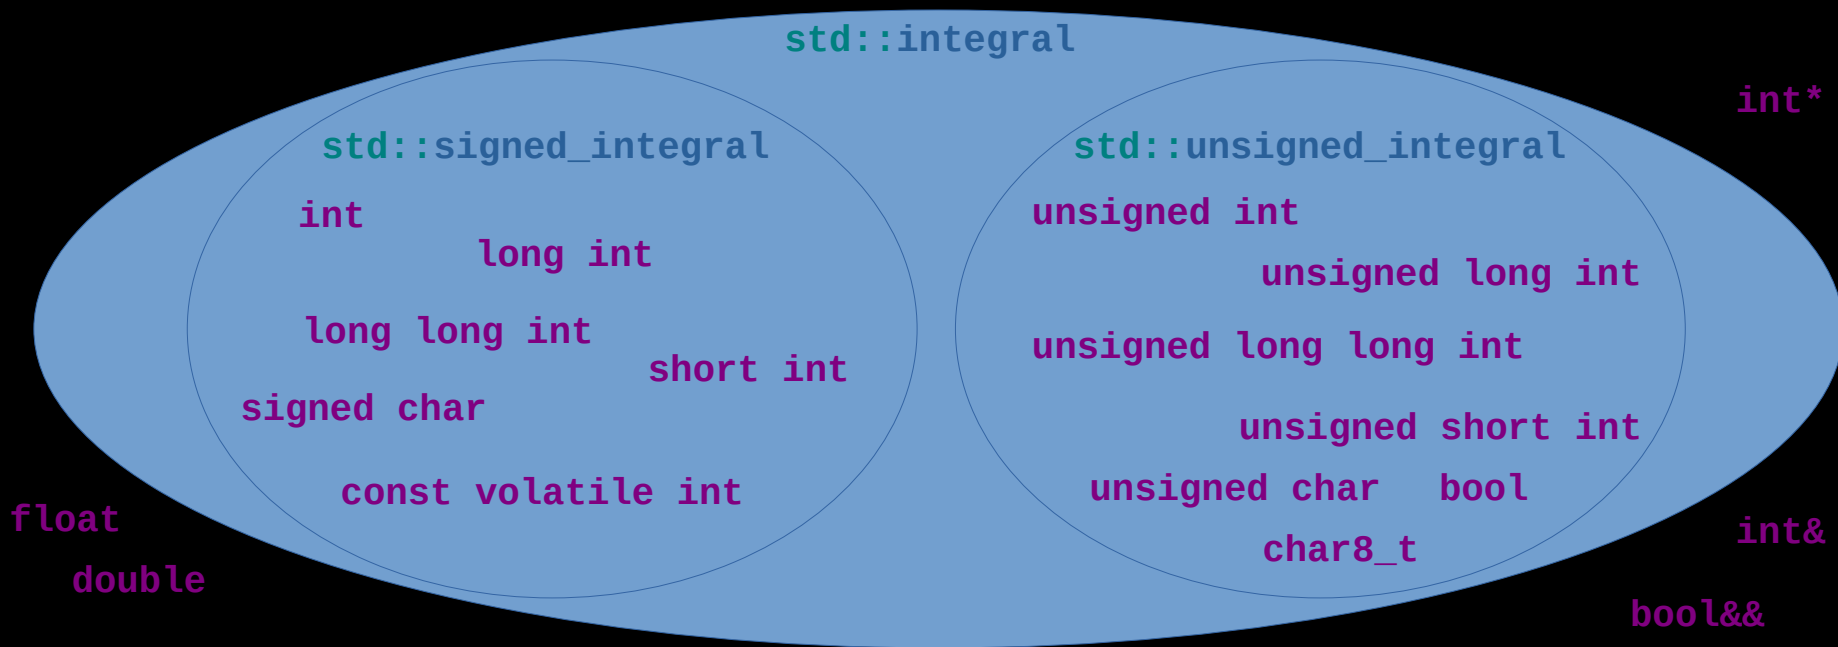 std::integral
int*
std::signed_integral
std::unsigned_integral
int
unsigned int
long int
unsigned long int
long long int
unsigned long long int
short int
signed char
unsigned short int
const volatile int
unsigned char
bool
float
int&
char8_t
double
bool&&